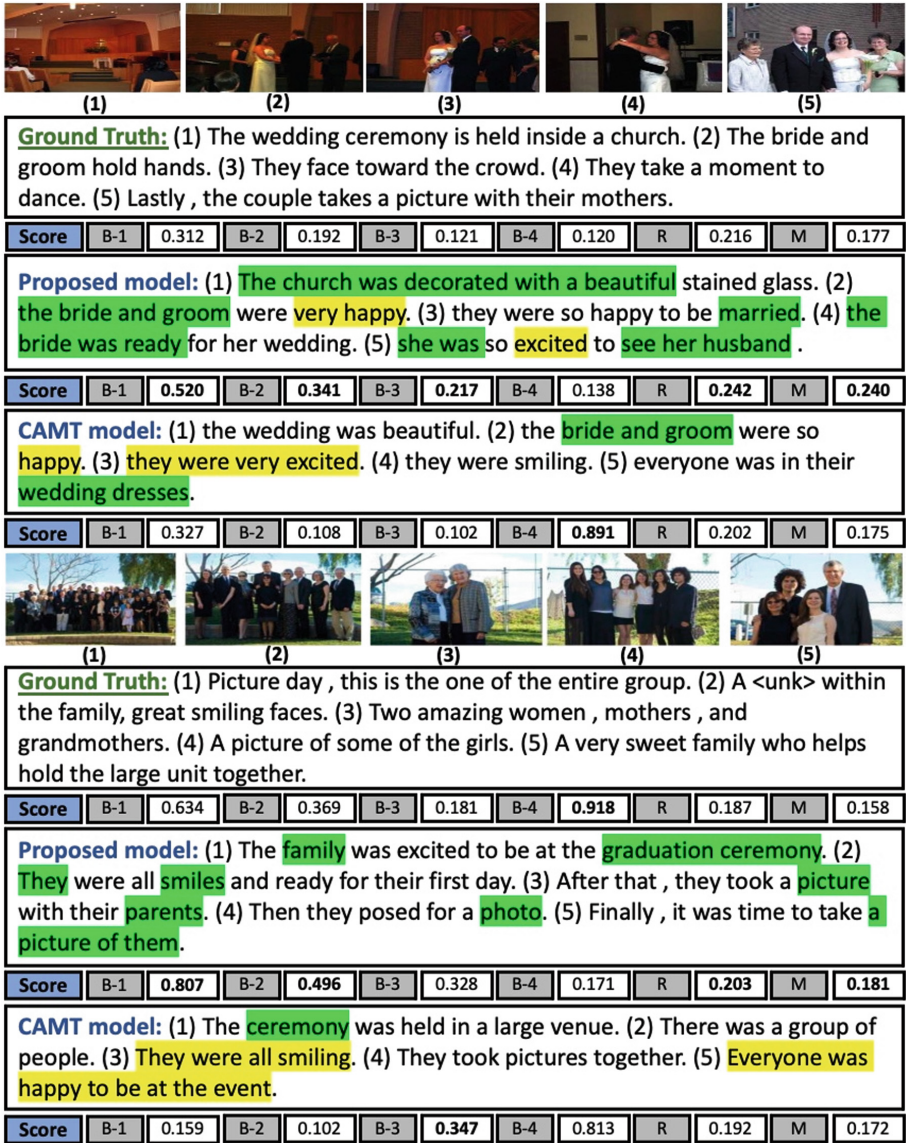 (1) (2) (3) (4) (5)
Ground Truth: (1) The wedding ceremony is held inside a church. (2) The bride and
groom hold hands. (3) They face toward the crowd. (4) They take a moment to
dance. (5) Lastly , the couple takes a picture with their mothers.
Score B-1 0.312 B-2 0.192 B-3 0.121 B-4 0.120 R 0.216 M 0.177
Proposed model: (1) The church was decorated with a beautiful stained glass. (2)
the bride and groom were very happy. (3) they were so happy to be married. (4) the
bride was ready for her wedding. (5) she was so excited to see her husband .
Score B-1 0.520 B-2 0.341 B-3 0.217 B-4 0.138 R 0.242 M 0.240
CAMT model: (1) the wedding was beautiful. (2) the bride and groom were so
happy. (3) they were very excited. (4) they were smiling. (5) everyone was in their
wedding dresses.
Score B-1 0.327 B-2 0.108 B-3 0.102 B-4 0.891 R 0.202 M 0.175
(1) (2) (3) (4) (5)
Ground Truth: (1) Picture day , this is the one of the entire group. (2) A <unk> within
the family, great smiling faces. (3) Two amazing women , mothers , and
grandmothers. (4) A picture of some of the girls. (5) A very sweet family who helps
hold the large unit together.
Score B-1 0.634 B-2 0.369 B-3 0.181 B-4 0.918 R 0.187 M 0.158
Proposed model: (1) The family was excited to be at the graduation ceremony. (2)
They were all smiles and ready for their first day. (3) After that , they took a picture
with their parents. (4) Then they posed for a photo. (5) Finally , it was time to take a
picture of them.
Score B-1 0.807 B-2 0.496 B-3 0.328 B-4 0.171 R 0.203 M 0.181
CAMT model: (1) The ceremony was held in a large venue. (2) There was a group of
people. (3) They were all smiling. (4) They took pictures together. (5) Everyone was
happy to be at the event.
Score B-1 0.159 B-2 0.102 B-3 0.347 B-4 0.813 R 0.192 M 0.172